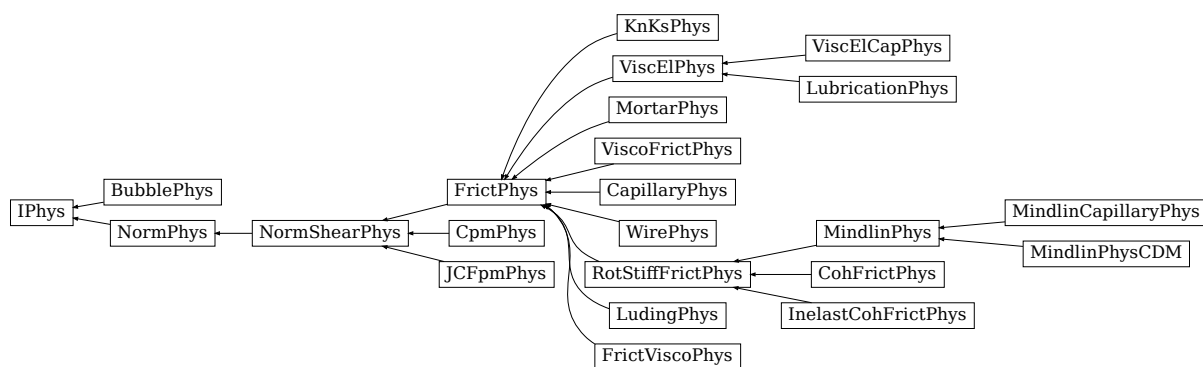 KnKsPhys
ViscElCapPhys
ViscElPhys
LubricationPhys
MortarPhys
ViscoFrictPhys
BubblePhys
FrictPhys
CapillaryPhys
IPhys
MindlinCapillaryPhys
NormPhys
NormShearPhys
CpmPhys
WirePhys
MindlinPhys
MindlinPhysCDM
JCFpmPhys
RotStiffFrictPhys
CohFrictPhys
LudingPhys
InelastCohFrictPhys
FrictViscoPhys